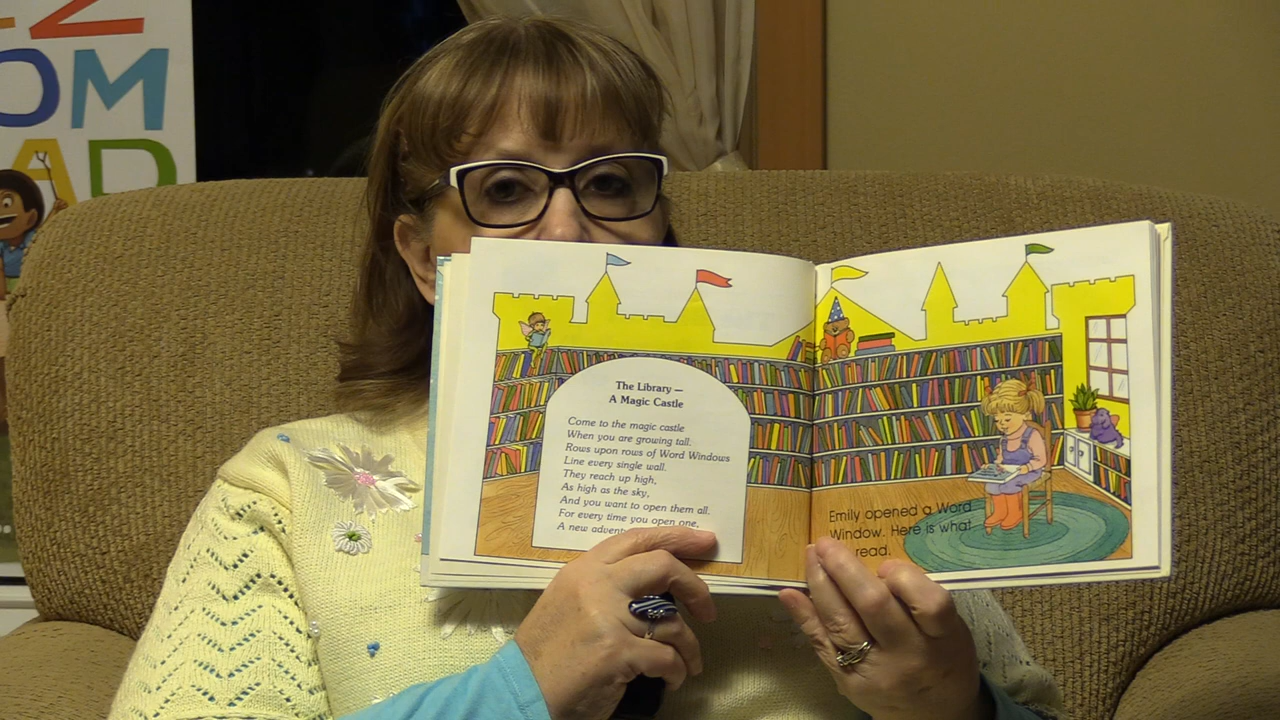 Z
OM
AD
The Library —
A Magic Castle
Come to the magic castle
When you are growing tall.
Rows upon rows of Word Windows
Line every single wall.
They reach up high,
As high as the sky,
And you want to open them all.
For every time you open one,
A new
Emily opened a Word
Window. Here is what
read.